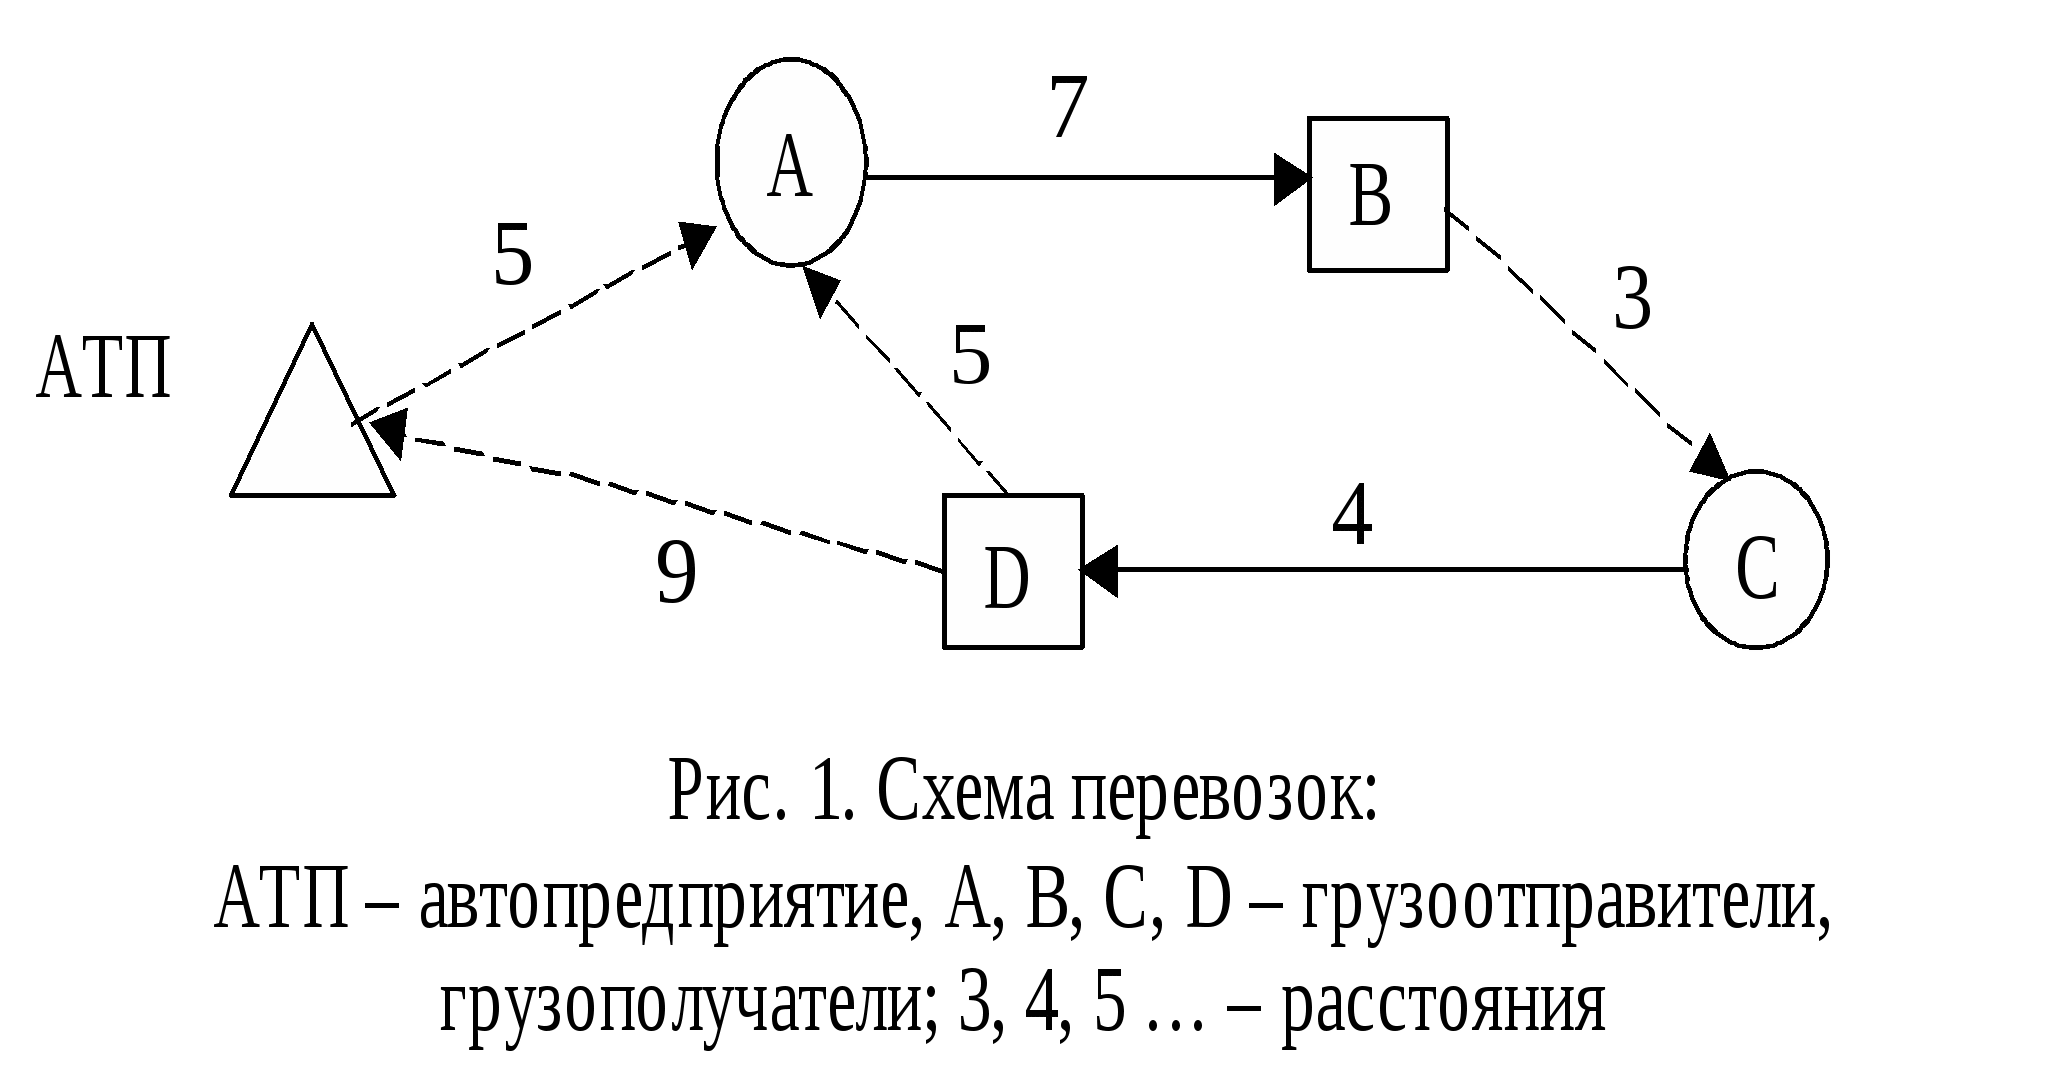 7
A
B
5
3
5
АТП
4
D
C
9
Рис. 1. Схема перевозок:
АТП – автопредприятие, A, B, C, D – грузоотправители,
грузополучатели; 3, 4, 5 … – расстояния